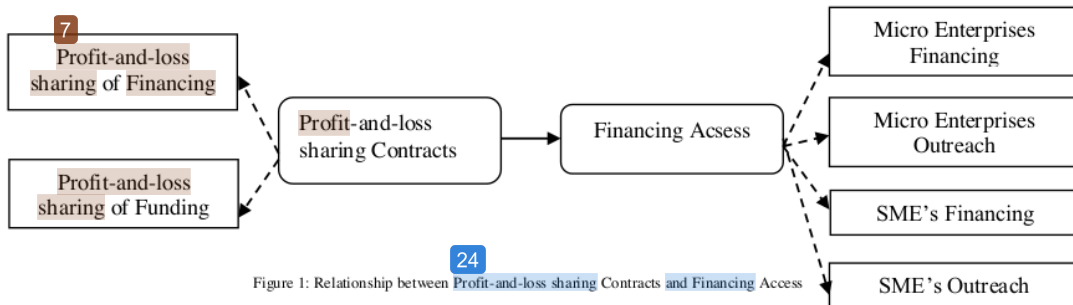 7
Profit-and-loss
sharing of Financing
Profit-and-loss
sharing of Funding
Profit-and-loss
sharing Contracts
Financing Acsess
Micro Enterprises
Financing
Micro Enterprises
Outreach
SME's Financing
SME's Outreach
24
Figure 1: Relationship between Profit-and-loss sharing Contracts and Financing Access